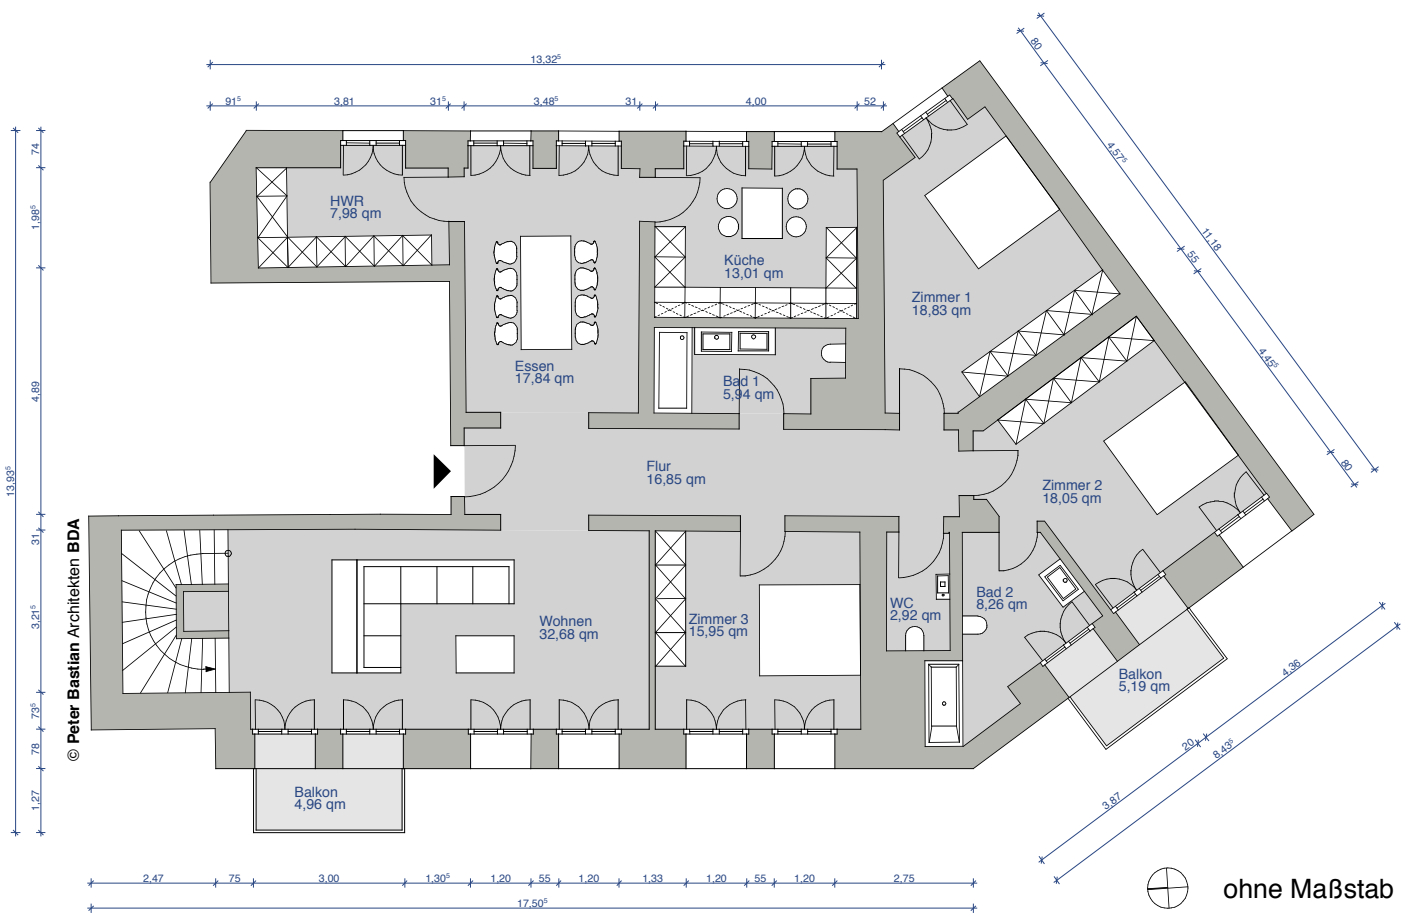 13,32⁵
91⁵
3,81
31⁵
3,48⁵
31
4,00
52
80
4,57⁵
11,18
55
4,45⁵
80
13,93⁵
74
1,98⁵
4,89
31
3,21⁵
73⁵
78
1,27
HWR
7,98 qm
Küche
13,01 qm
Zimmer 1
18,83 qm
Essen
17,84 qm
Bad 1
5,94 qm
Flur
16,85 qm
Zimmer 2
18,05 qm
Wohnen
32,68 qm
Zimmer 3
15,95 qm
WC
2,92 qm
Bad 2
8,26 qm
Balkon
5,19 qm
Balkon
4,96 qm
© Peter Bastian Architekten BDA
4,36
20
8,43⁵
3,87
2,47
75
3,00
1,30⁵
1,20
55
1,20
1,33
1,20
55
1,20
2,75
17,50⁵
ohne Maßstab